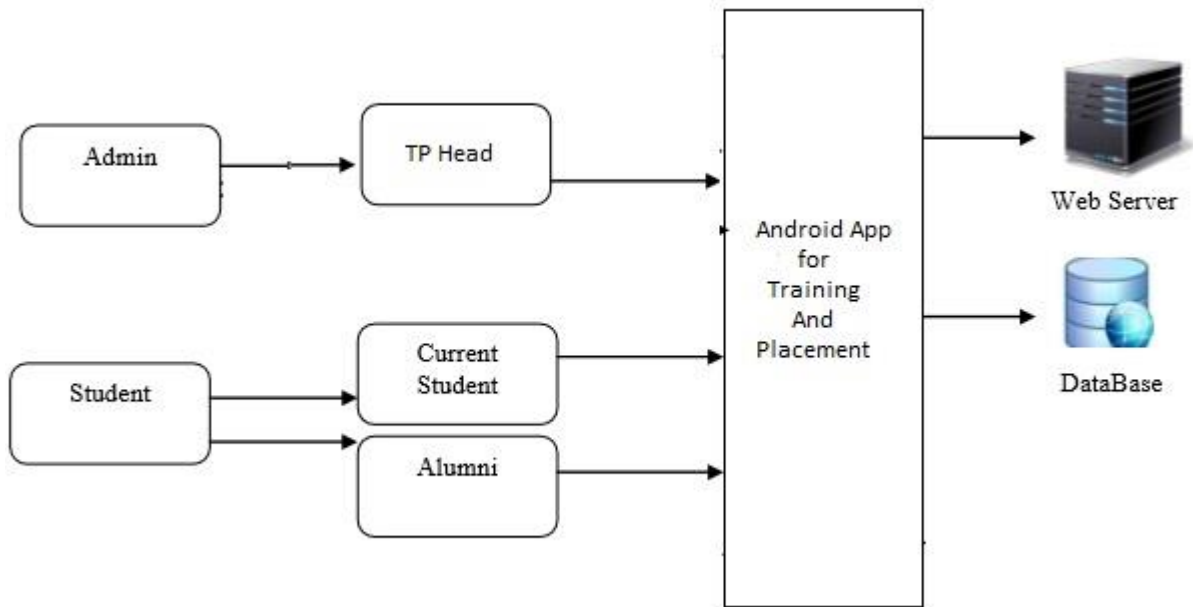 Admin
TP Head
Android App
for
Training
And
Placement
Web Server
DataBase
Student
Current
Student
Alumni